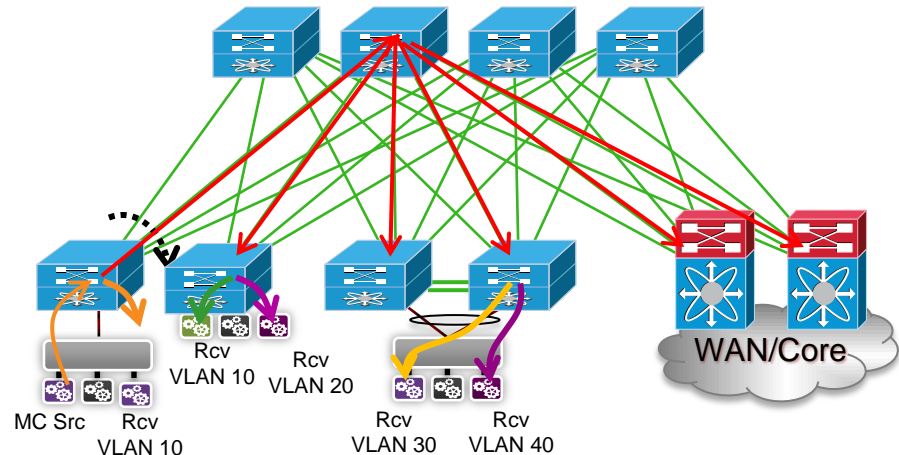 Rcv
VLAN 10
Rcv
VLAN 20
WAN/Core
MC Src
Rcv
VLAN 10
Rcv
VLAN 30
Rcv
VLAN 40